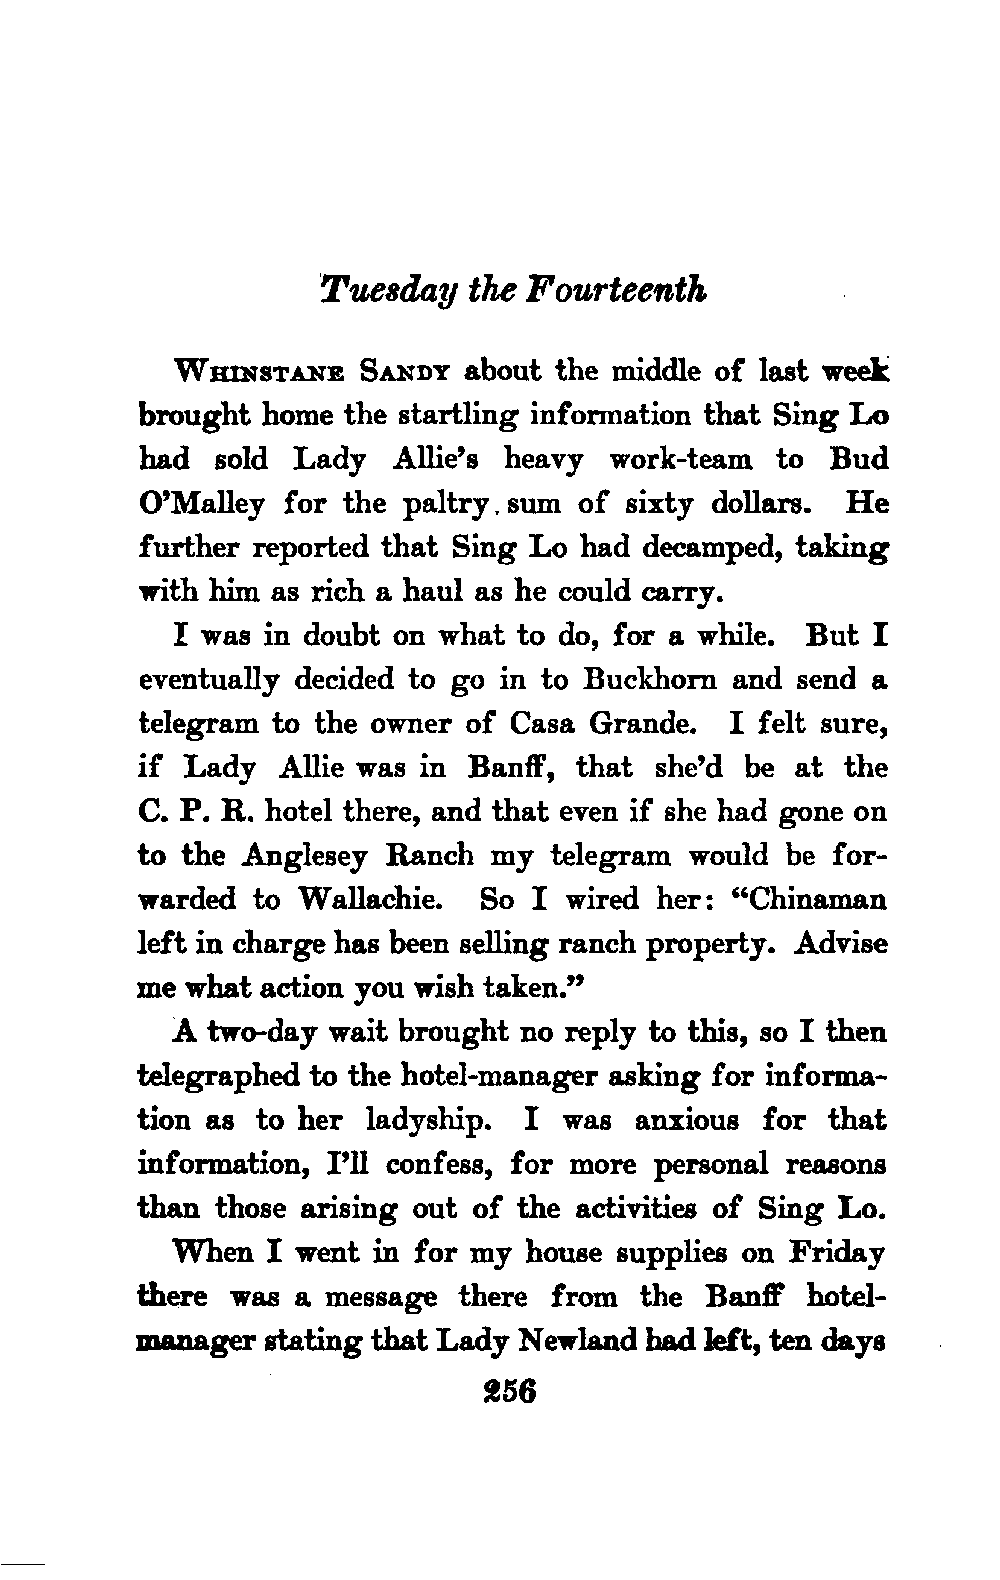 Tuesday the Fourteenth
WHINSTANE SANDY about the middle of last week
brought home the startling information that Sing Lo
had sold Lady Allie's heavy work-team to Bud
O'Malley for the paltry sum of sixty dollars. He
further reported that Sing Lo had decamped, taking
with him as rich a haul as he could carry.
I was in doubt on what to do, for a while. But I
eventually decided to go in to Buckhorn and send a
telegram to the owner of Casa Grande. I felt sure,
if Lady Allie was in Banff, that she'd be at the
C. P. R. hotel there, and that even if she had gone on
to the Anglesey Ranch my telegram would be for-
warded to Wallachie. So I wired her: “Chinaman
left in charge has been selling ranch property. Advise
me what action you wish taken.”
A two-day wait brought no reply to this, so I then
telegraphed to the hotel-manager asking for informa-
tion as to her ladyship. I was anxious for that
information, I'll confess, for more personal reasons
than those arising out of the activities of Sing Lo.
When I went in for my house supplies on Friday
there was a message there from the Banff hotel-
manager stating that Lady Newland had left, ten days
256